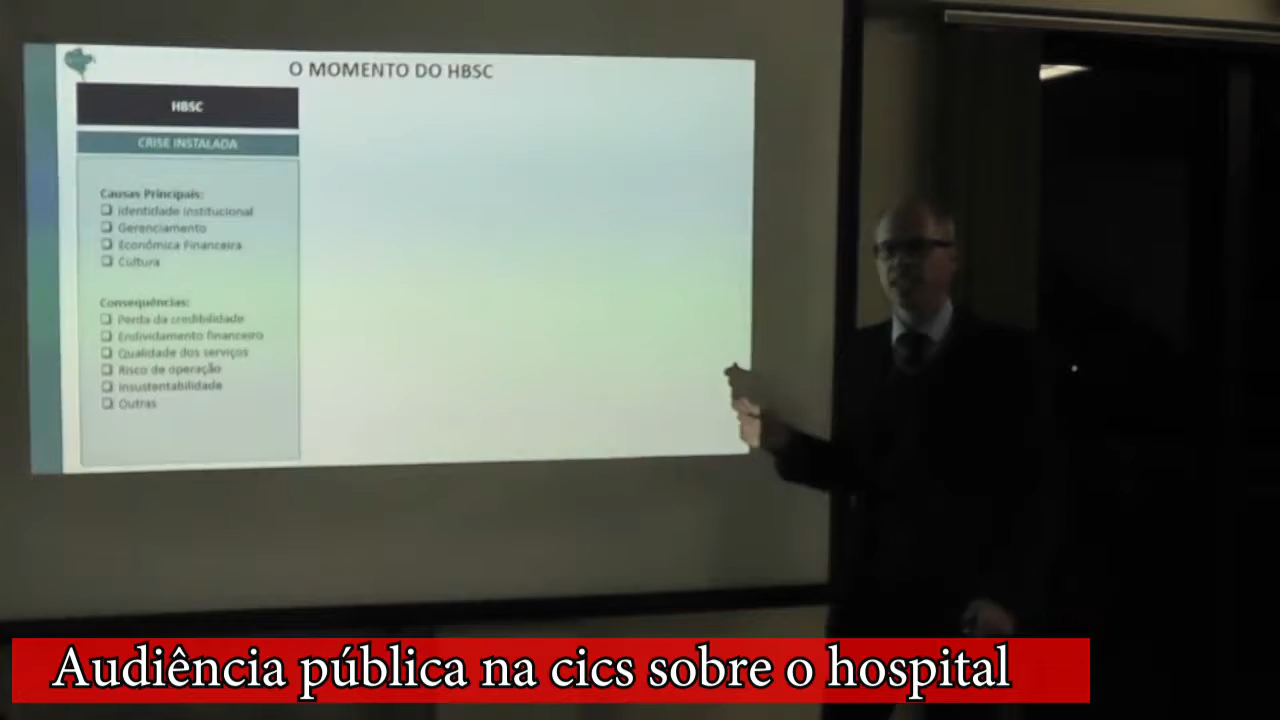 O MOMENTO DO HBSC
HBSC
CRISE INSTALADA
Causas Principais:
Identidade Institucional
Gerenciamento
Econômica Financeira
Cultura
Consequências:
Perda da credibilidade
Endividamento financeiro
Qualidade dos serviços
Risco de operação
Insustentabilidade
Outras
Audiência pública na cics sobre o hospital